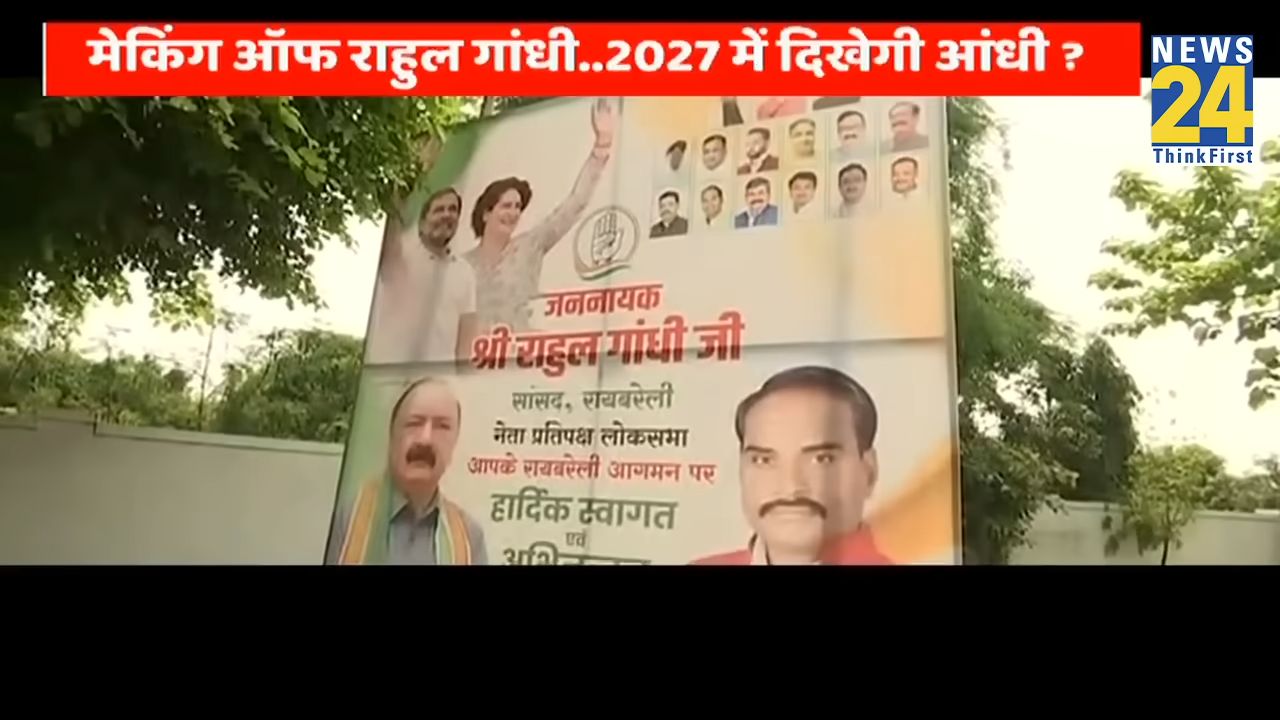 मेकिंग ऑफ राहुल गांधी..2027 में दिखेगी आंधी ?
NEWS
24
ThinkFirst
जननायक
श्री राहुल गांधी जी
सांसद, रायबरेली
नेता प्रतिपक्ष लोकसभा
आपके रायबरेली आगमन पर
हार्दिक स्वागत
एवं